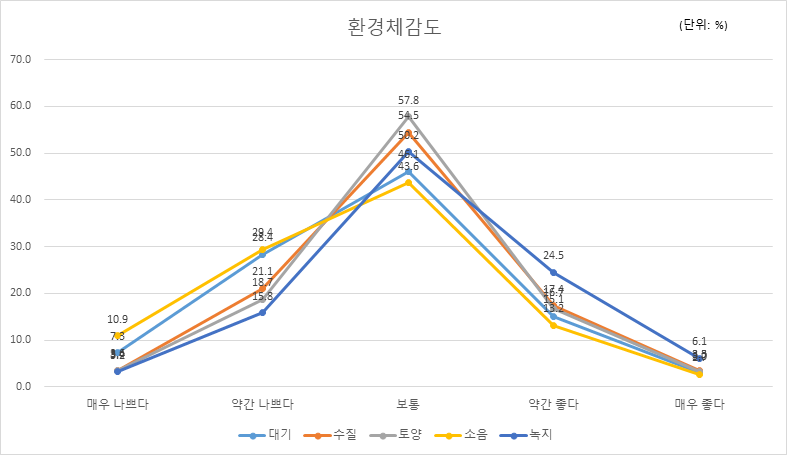 환경체감도
(단위: %)
70.0
60.0
50.0
40.0
30.0
20.0
10.0
0.0
57.8
54.5
50.2
46.1
43.6
29.4
28.4
21.1
18.7
15.8
24.5
17.4
16.7
15.1
13.2
10.9
7.3
6.1
매우 나쁘다
약간 나쁘다
보통
약간 좋다
매우 좋다
대기
수질
토양
소음
녹지